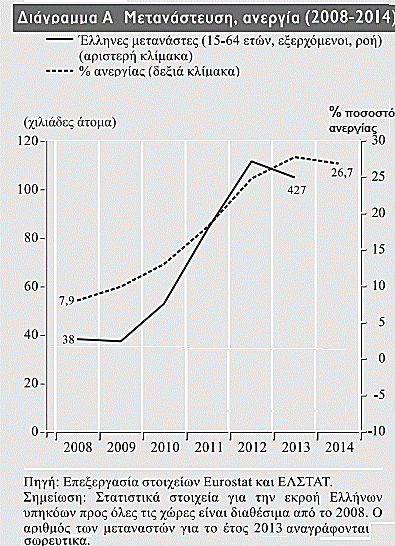 Διάγραμμα Α Μετανάστευση, ανεργία (2008-2014)
Έλληνες μετανάστες (15-64 ετών, εξερχόμενοι, ροή)
(αριστερή κλίμακα)
% ανεργίας (δεξιά κλίμακα)
(χιλιάδες άτομα)
% ποσοστό
ανεργίας
120
100
80
60
40
20
0
30
25
20
15
10
5
0
-5
-10
7,9
38
427
26,7
2008 2009 2010 2011 2012 2013 2014
Πηγή: Επεξεργασία στοιχείων Eurostat και ΕΛΣΤΑΤ.
Σημείωση: Στατιστικά στοιχεία για την εκροή Ελλήνων
υπηκόων προς όλες τις χώρες είναι διαθέσιμα από το 2008. Ο
αριθμός των μεταναστών για το έτος 2013 αναγράφονται
σωρευτικα.